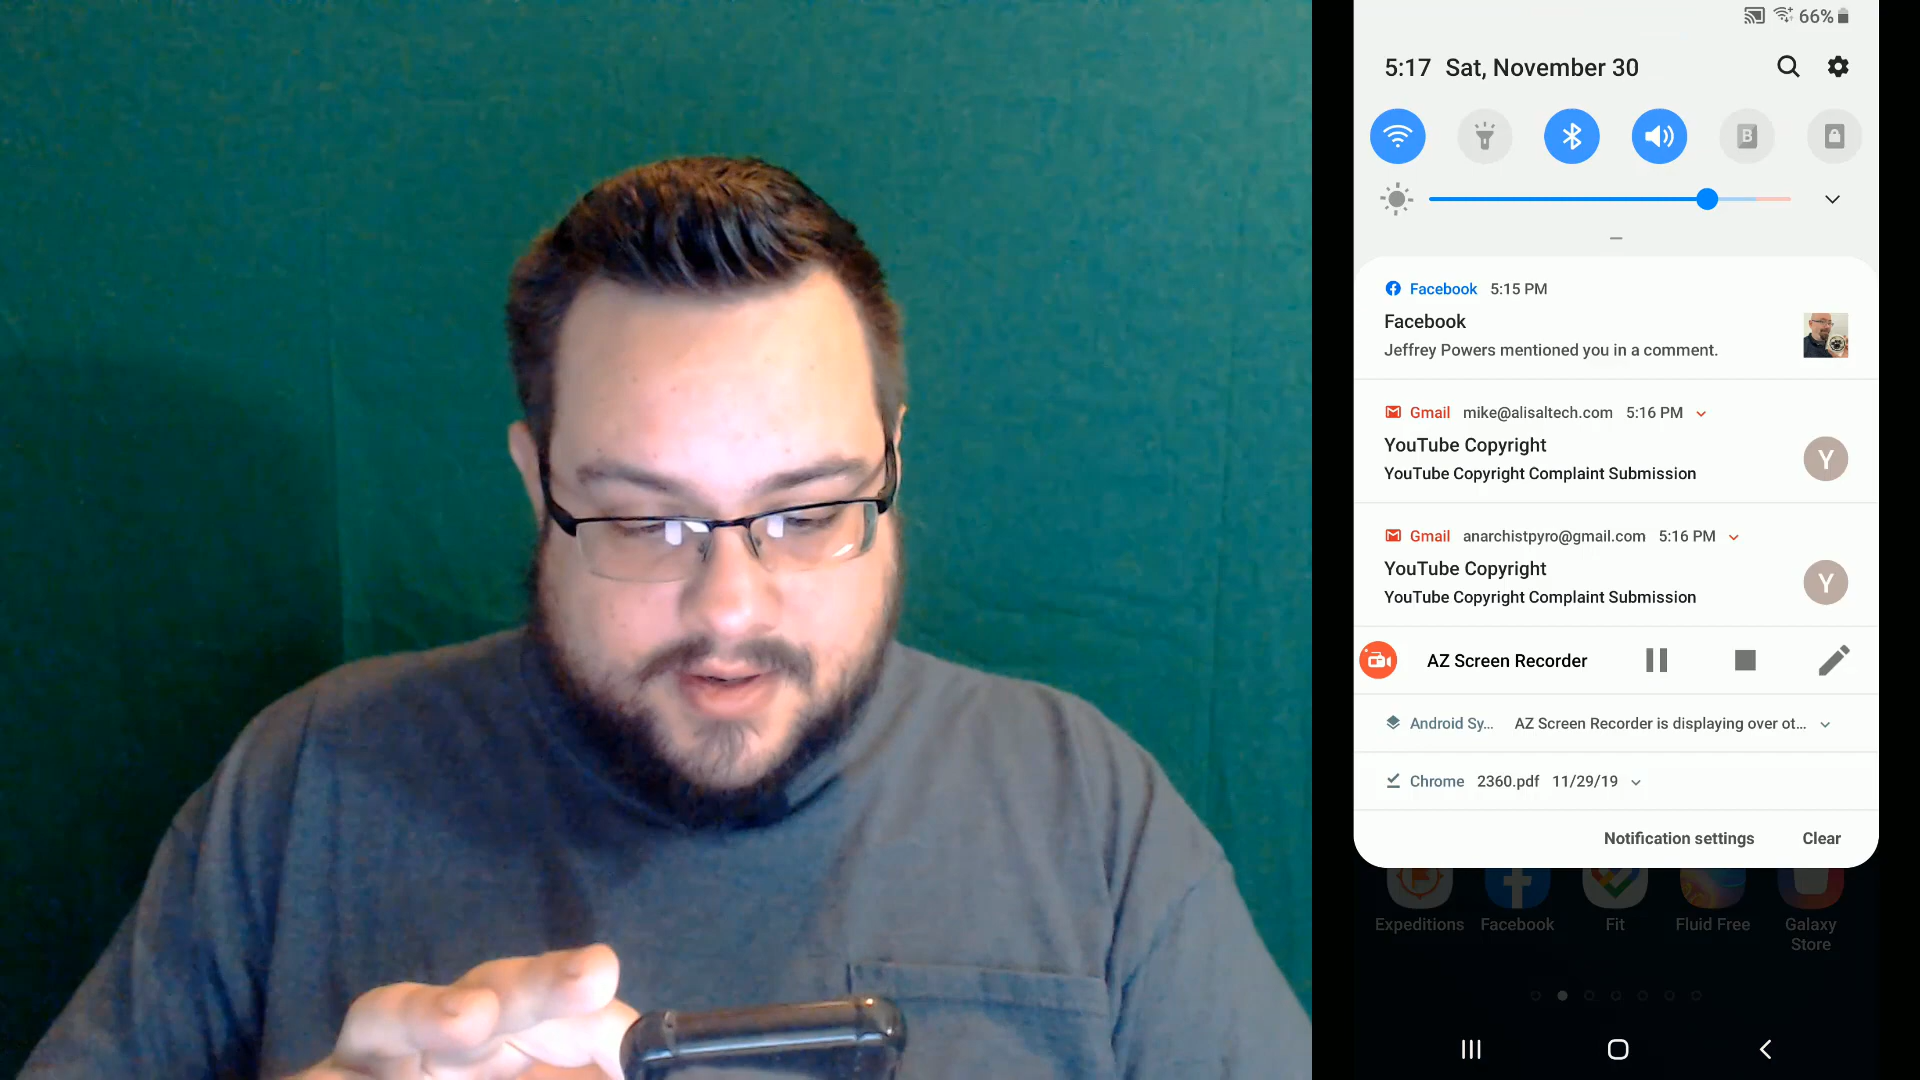 66%
5:17 Sat, November 30
B
Facebook 5:15 PM
Facebook
Jeffrey Powers mentioned you in a comment.
Gmail mike@alisaltech.com 5:16 PM
YouTube Copyright
YouTube Copyright Complaint Submission
Y
Gmail anarchistpyro@gmail.com 5:16 PM
YouTube Copyright
YouTube Copyright Complaint Submission
Y
AZ Screen Recorder
Android Sy... AZ Screen Recorder is displaying over ot...
Chrome 2360.pdf 11/29/19
Notification settings Clear
Expeditions Facebook Fit Fluid Free Galaxy
Store